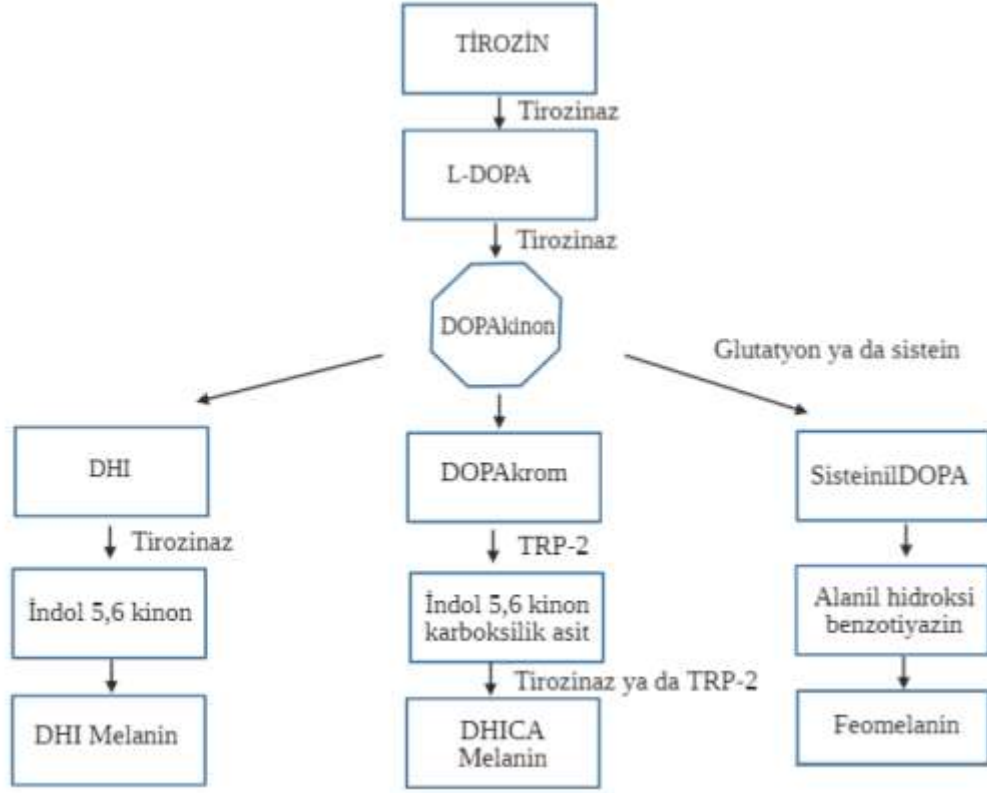 TİROZİN
Tirozinaz
L-DOPA
Tirozinaz
DOPAkinon
Glutatyon ya da sistein
DHI
DOPAkrom
SisteinilDOPA
Tirozinaz
TRP-2
İndol 5,6 kinon
İndol 5,6 kinon
karboksilik asit
Alanil hidroksi
benzotiyazin
Tirozinaz ya da TRP-2
DHI Melanin
DHICA
Melanin
Feomelanin